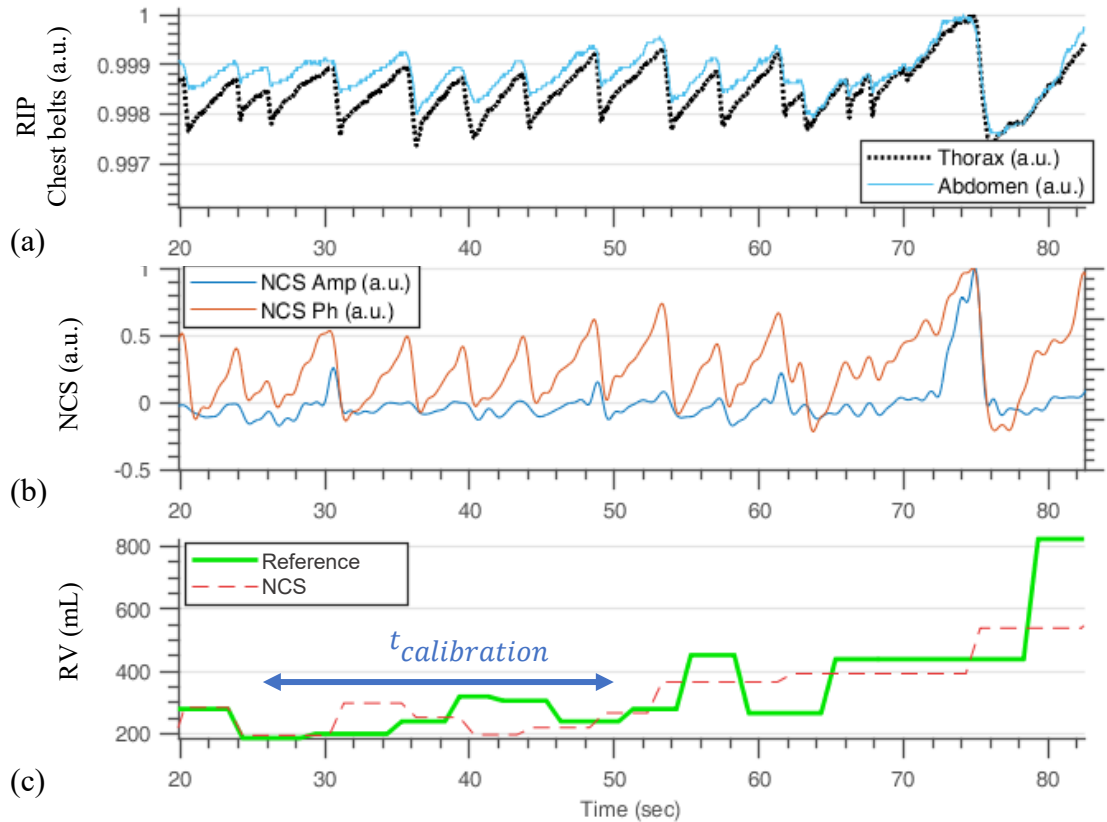 RIP
Chest belts (a.u.)
1
0.999
0.998
0.997
Thorax (a.u.)
Abdomen (a.u.)
20 30 40 50 60 70 80
(a)
NCS (a.u.)
1
0.5
0
-0.5
NCS Amp (a.u.)
NCS Ph (a.u.)
20 30 40 50 60 70 80
(b)
RV (mL)
800
600
400
200
Reference
NCS
t_calibration
20 30 40 50 60 70 80
Time (sec)
(c)